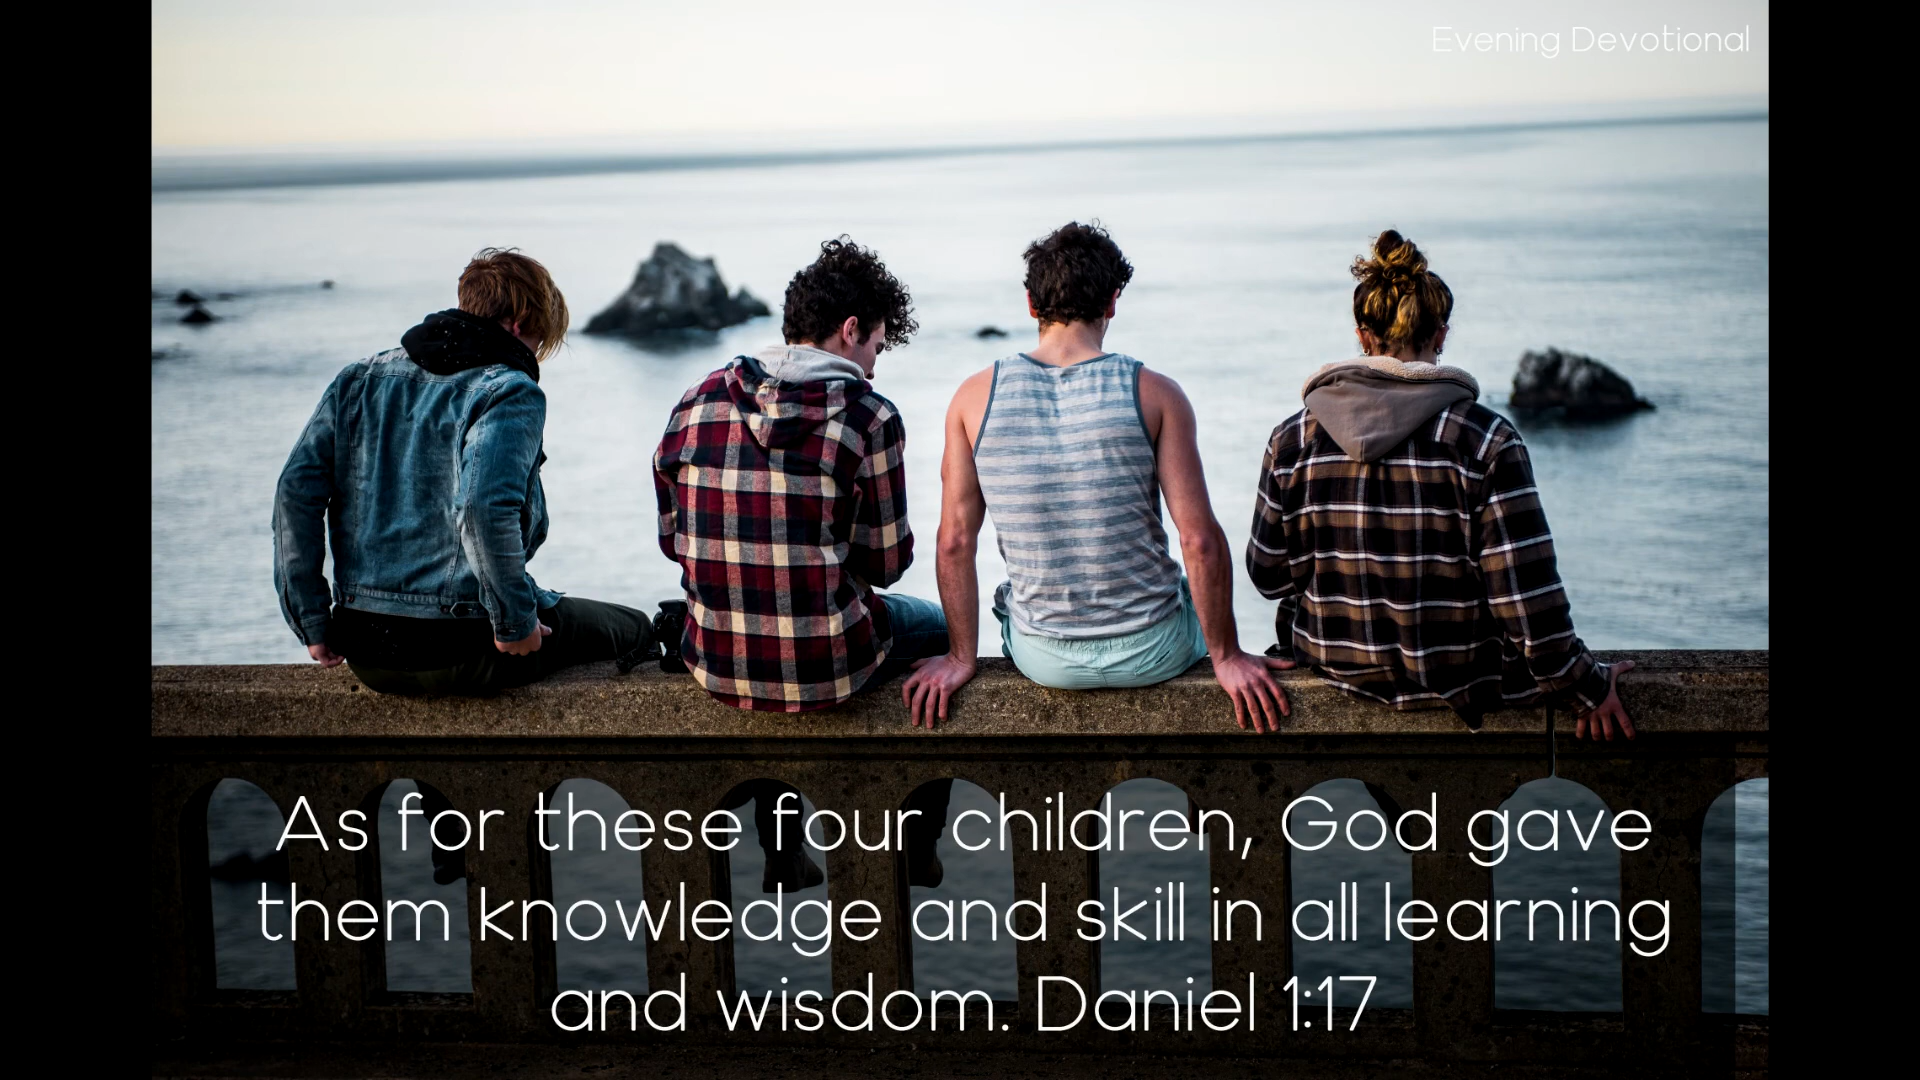 Evening Devotional
As for these four children, God gave
them knowledge and skill in all learning
and wisdom. Daniel 1:17